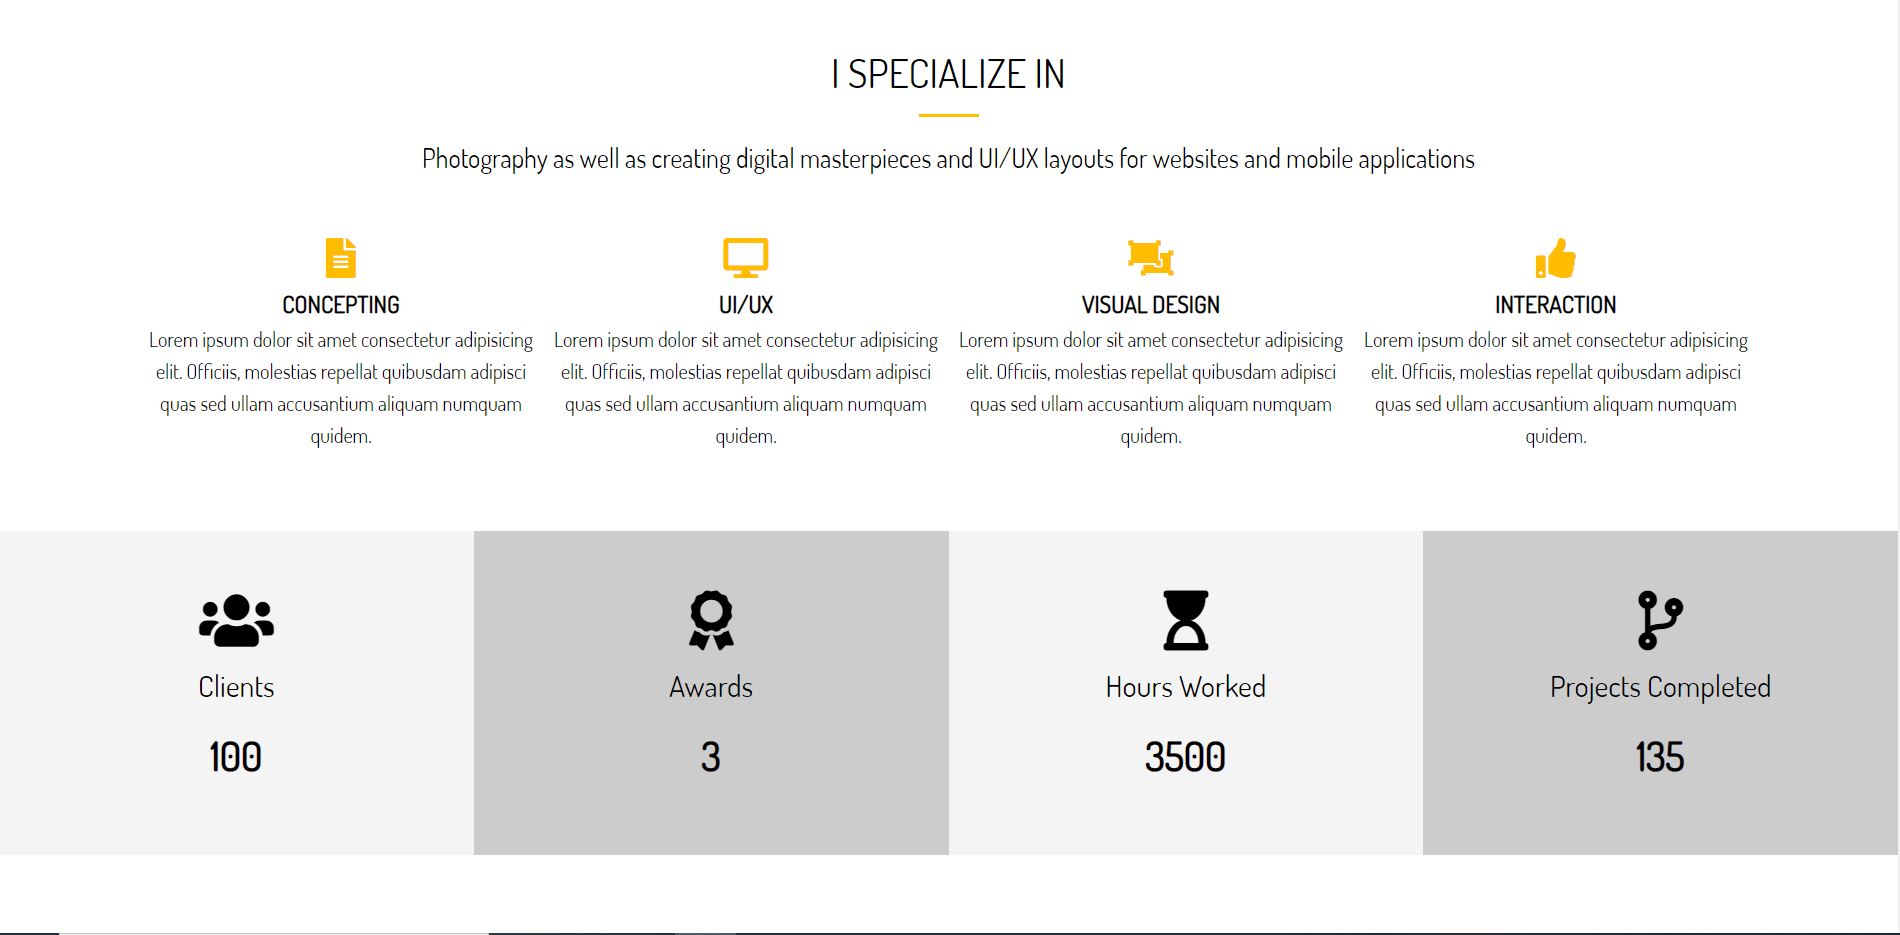 I SPECIALIZE IN
Photography as well as creating digital masterpieces and UI/UX layouts for websites and mobile applications
CONCEPTING
Lorem ipsum dolor sit amet consectetur adipisicing
elit. Officiis, molestias repellat quibusdam adipisci
quas sed ullam accusantium aliquam numquam
quidem.
UI/UX
Lorem ipsum dolor sit amet consectetur adipisicing
elit. Officiis, molestias repellat quibusdam adipisci
quas sed ullam accusantium aliquam numquam
quidem.
VISUAL DESIGN
Lorem ipsum dolor sit amet consectetur adipisicing
elit. Officiis, molestias repellat quibusdam adipisci
quas sed ullam accusantium aliquam numquam
quidem.
INTERACTION
Lorem ipsum dolor sit amet consectetur adipisicing
elit. Officiis, molestias repellat quibusdam adipisci
quas sed ullam accusantium aliquam numquam
quidem.
Clients
100
Awards
3
Hours Worked
3500
Projects Completed
135